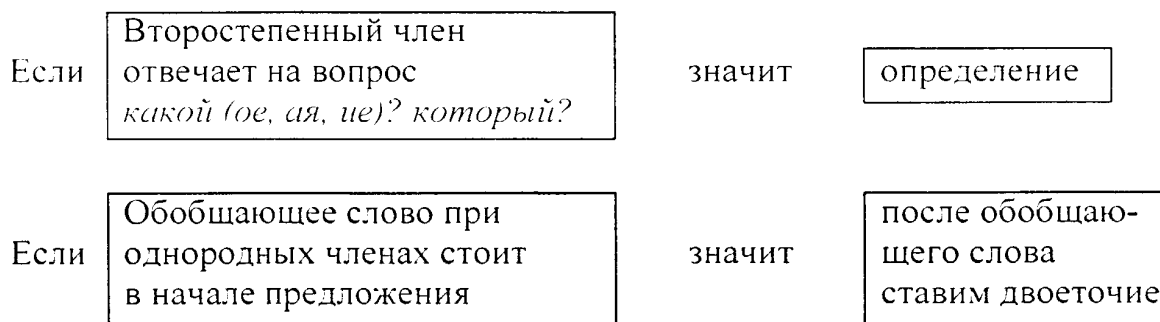 Если
Второстепенный член
отвечает на вопрос
какой (ое, ая, ие)? который?
значит
определение
Если
Обобщающее слово при
однородных членах стоит
в начале предложения
значит
после обобщаю-
щего слова
ставим двоеточие